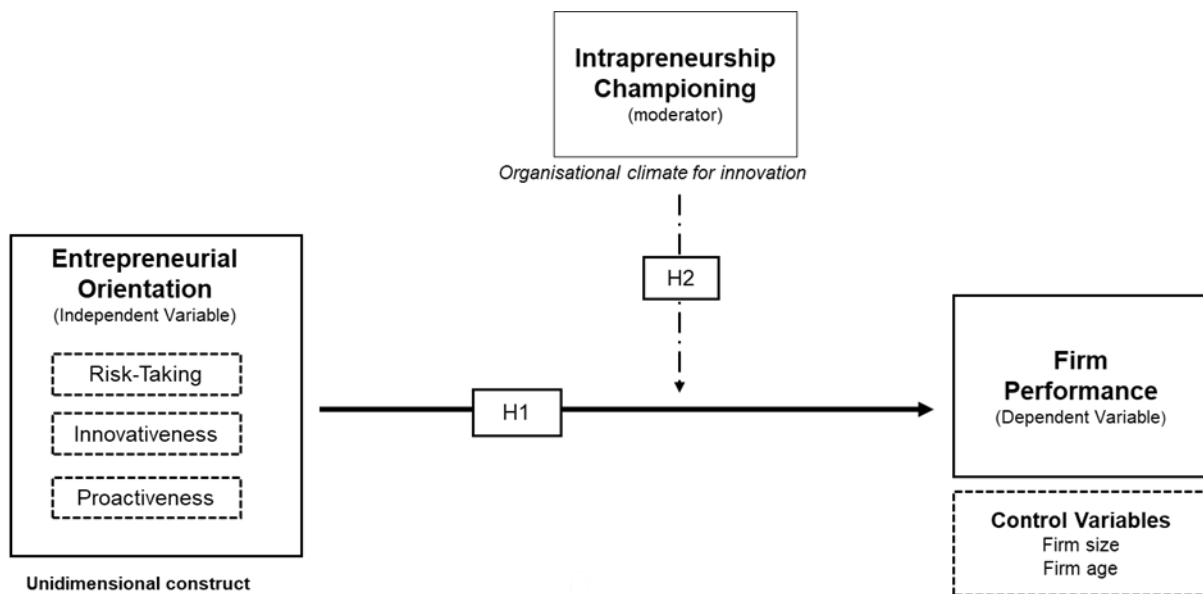 Intrapreneurship
Championing
(moderator)
Organisational climate for innovation
H2
Entrepreneurial
Orientation
(Independent Variable)
Risk-Taking
Innovativeness
Proactiveness
Unidimensional construct
H1
Firm
Performance
(Dependent Variable)
Control Variables
Firm size
Firm age